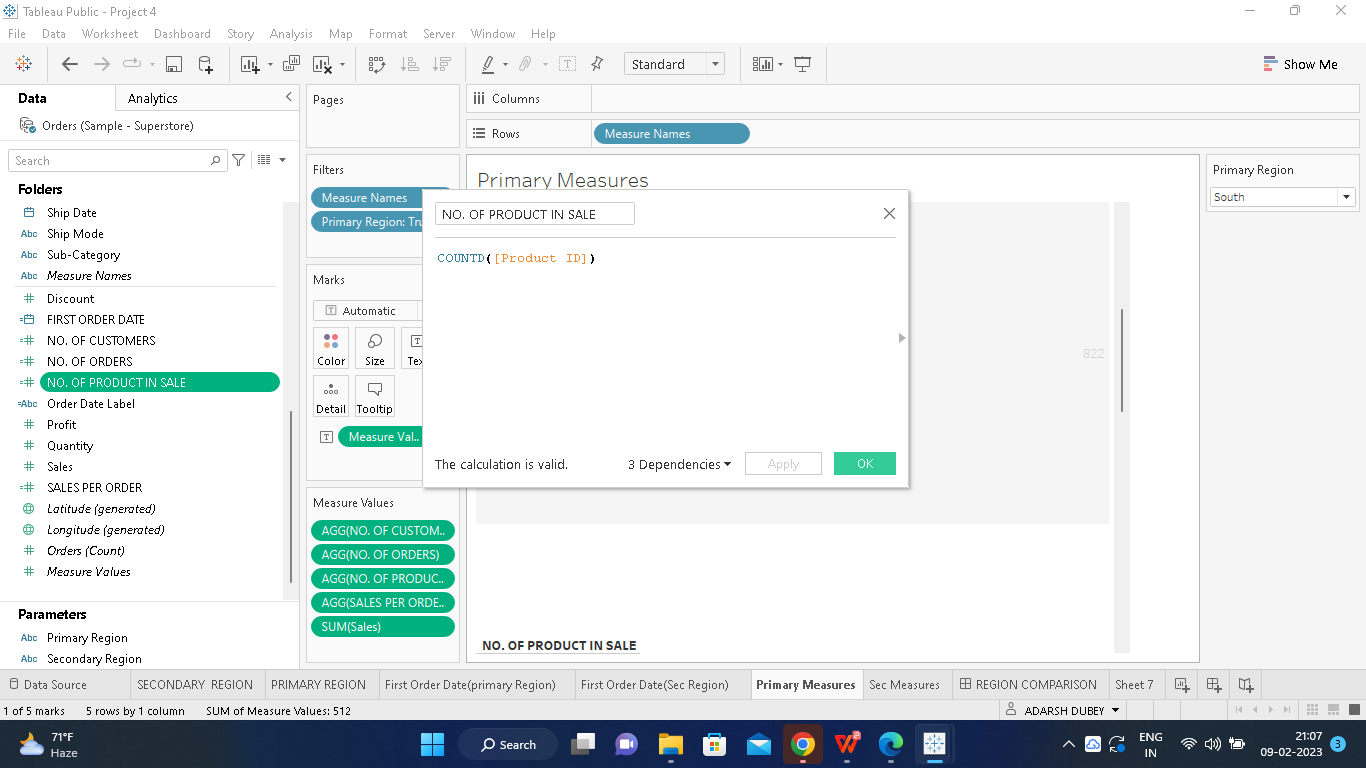 Tableau Public - Project 4
File Data Worksheet Dashboard Story Analysis Map Format Server Window Help
Standard
Show Me
Data Analytics
Orders (Sample - Superstore)
Search
Folders
Ship Date
Abc Ship Mode
Abc Sub-Category
Abc Measure Names
Discount
FIRST ORDER DATE
NO. OF CUSTOMERS
NO. OF ORDERS
NO. OF PRODUCT IN SALE
=Abc Order Date Label
Profit
Quantity
Sales
SALES PER ORDER
Latitude (generated)
Longitude (generated)
Orders (Count)
Measure Values
Parameters
Abc Primary Region
Abc Secondary Region
Pages
Filters
Measure Names
Primary Region: Tru
Marks
Automatic
Color Size Tex
Detail Tooltip
Measure Val..
Measure Values
AGG(NO. OF CUSTOM..
AGG(NO. OF ORDERS)
AGG(NO. OF PRODUC..
AGG(SALES PER ORDE..
SUM(Sales)
Columns
Rows Measure Names
Primary Measures
NO. OF PRODUCT IN SALE
COUNTD([Product ID])
The calculation is valid. 3 Dependencies Apply OK
822
NO. OF PRODUCT IN SALE
Primary Region
South
Data Source SECONDARY REGION PRIMARY REGION First Order Date(primary Region) First Order Date(Sec Region) Primary Measures Sec Measures REGION COMPARISON Sheet 7
1 of 5 marks 5 rows by 1 column SUM of Measure Values: 512 ADARSH DUBEY
71°F
Haze
Search
ENG
IN
21:07
09-02-2023
3